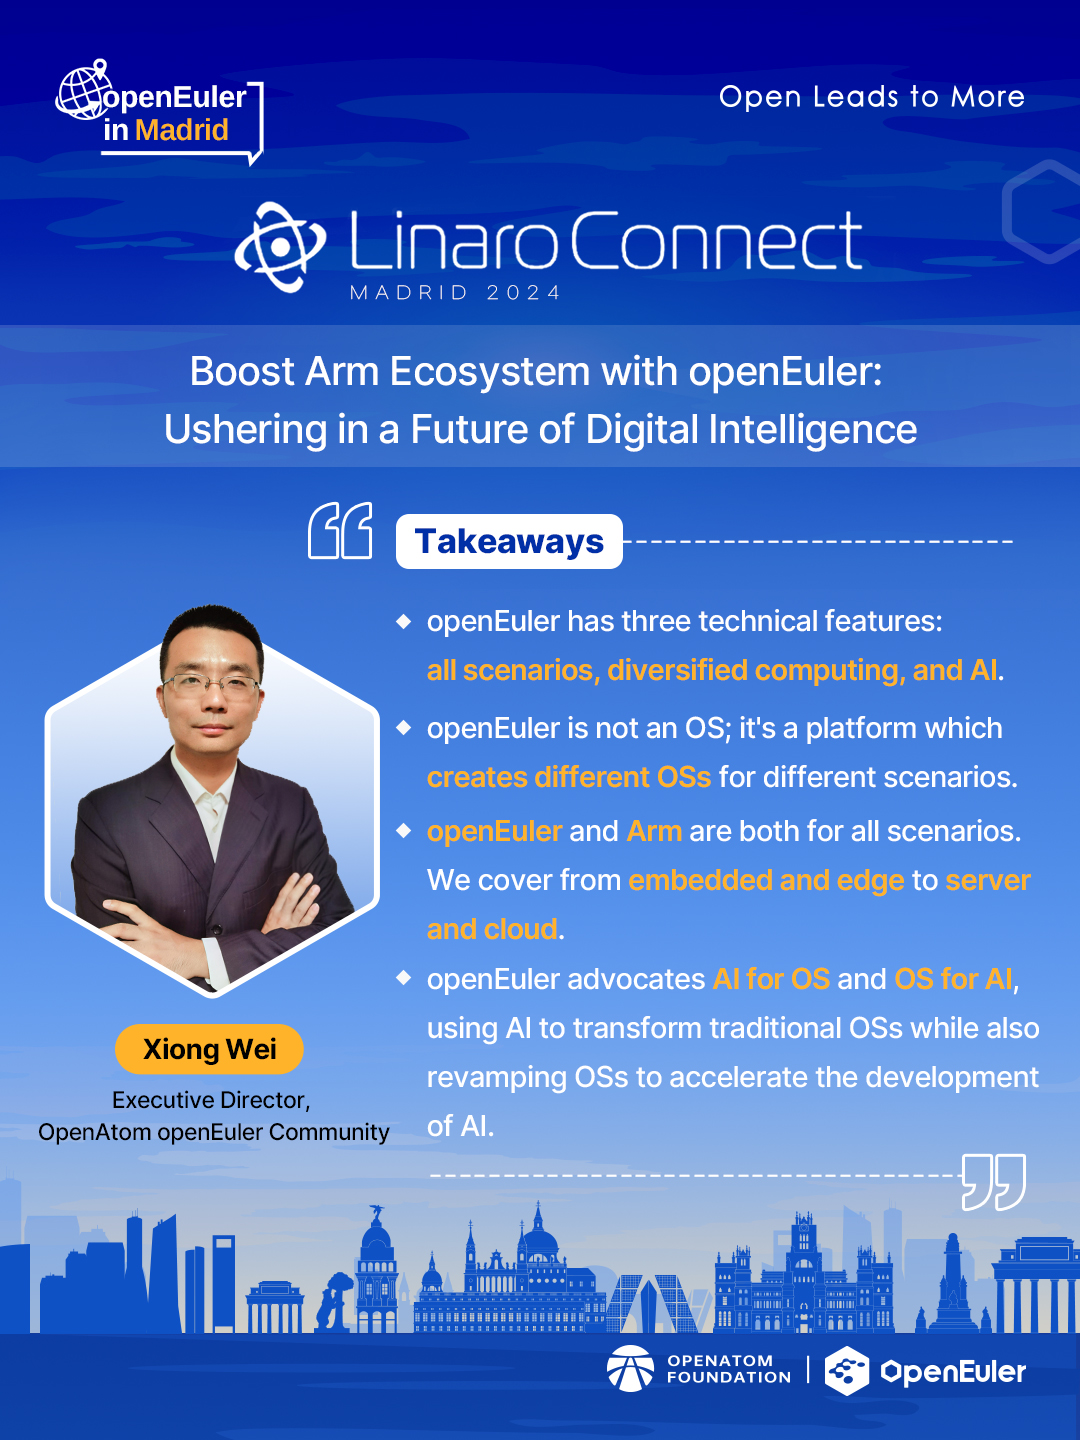 openEuler
in Madrid
Open Leads to More
Linaro Connect
MADRID 2024
Boost Arm Ecosystem with openEuler:
Ushering in a Future of Digital Intelligence
Takeaways
openEuler has three technical features:
all scenarios, diversified computing, and AI.
openEuler is not an OS; it's a platform which
creates different OSs for different scenarios.
openEuler and Arm are both for all scenarios.
We cover from embedded and edge to server
and cloud.
openEuler advocates AI for OS and OS for AI,
using AI to transform traditional OSs while also
revamping OSs to accelerate the development
of AI.
Xiong Wei
Executive Director,
OpenAtom openEuler Community
OPENATOM
FOUNDATION
OpenEuler